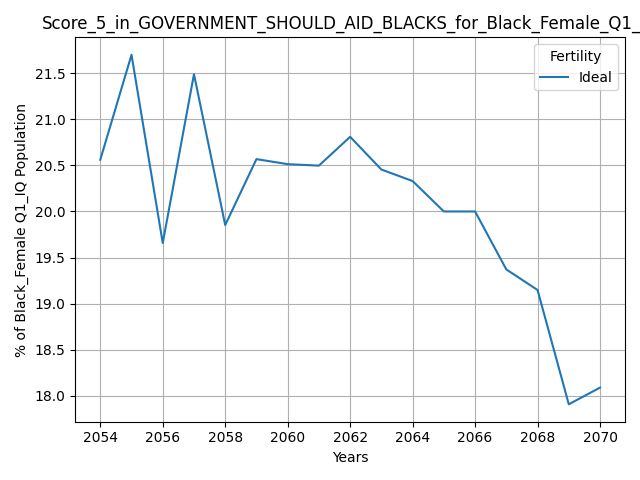 Score_5_in_GOVERNMENT_SHOULD_AID_BLACKS_for_Black_Female_Q1_
Fertility
Ideal
% of Black_Female Q1_IQ Population
21.5
21.0
20.5
20.0
19.5
19.0
18.5
18.0
2054 2056 2058 2060 2062 2064 2066 2068 2070
Years